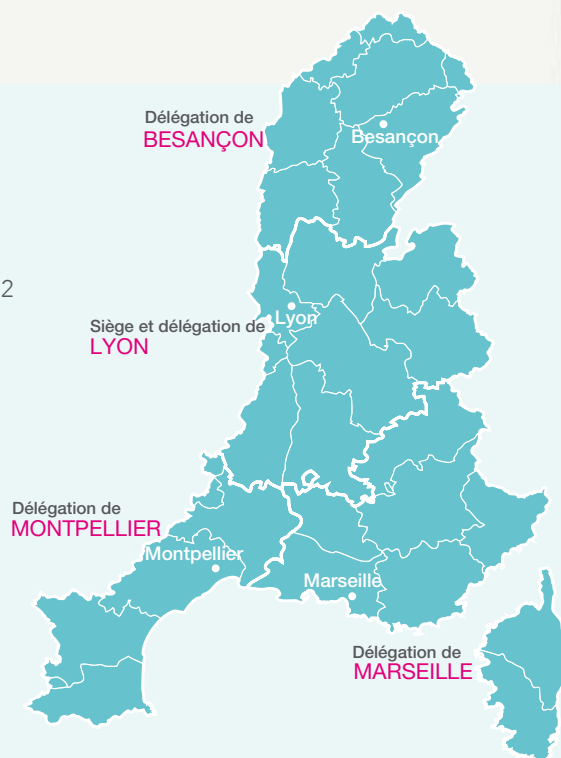 Délégation de
BESANÇON
Besançon
2
Lyon
Siège et délégation de
LYON
Délégation de
MONTPELLIER
Montpellier
Marseille
Délégation de
MARSEILLE